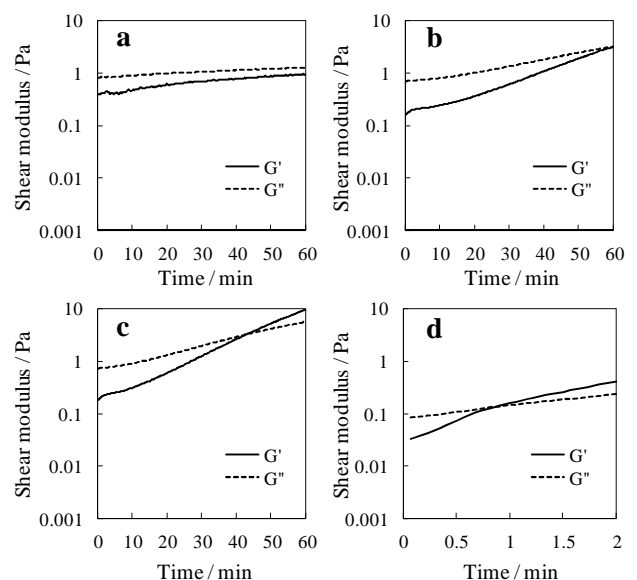 a
Shear modulus / Pa
10
1
0.1
0.01
0.001
G'
G"
0 10 20 30 40 50 60
Time / min
b
Shear modulus / Pa
10
1
0.1
0.01
0.001
G'
G"
0 10 20 30 40 50 60
Time / min
c
Shear modulus / Pa
10
1
0.1
0.01
0.001
G'
G"
0 10 20 30 40 50 60
Time / min
d
Shear modulus / Pa
10
1
0.1
0.01
0.001
G'
G"
0 0.5 1 1.5 2
Time / min